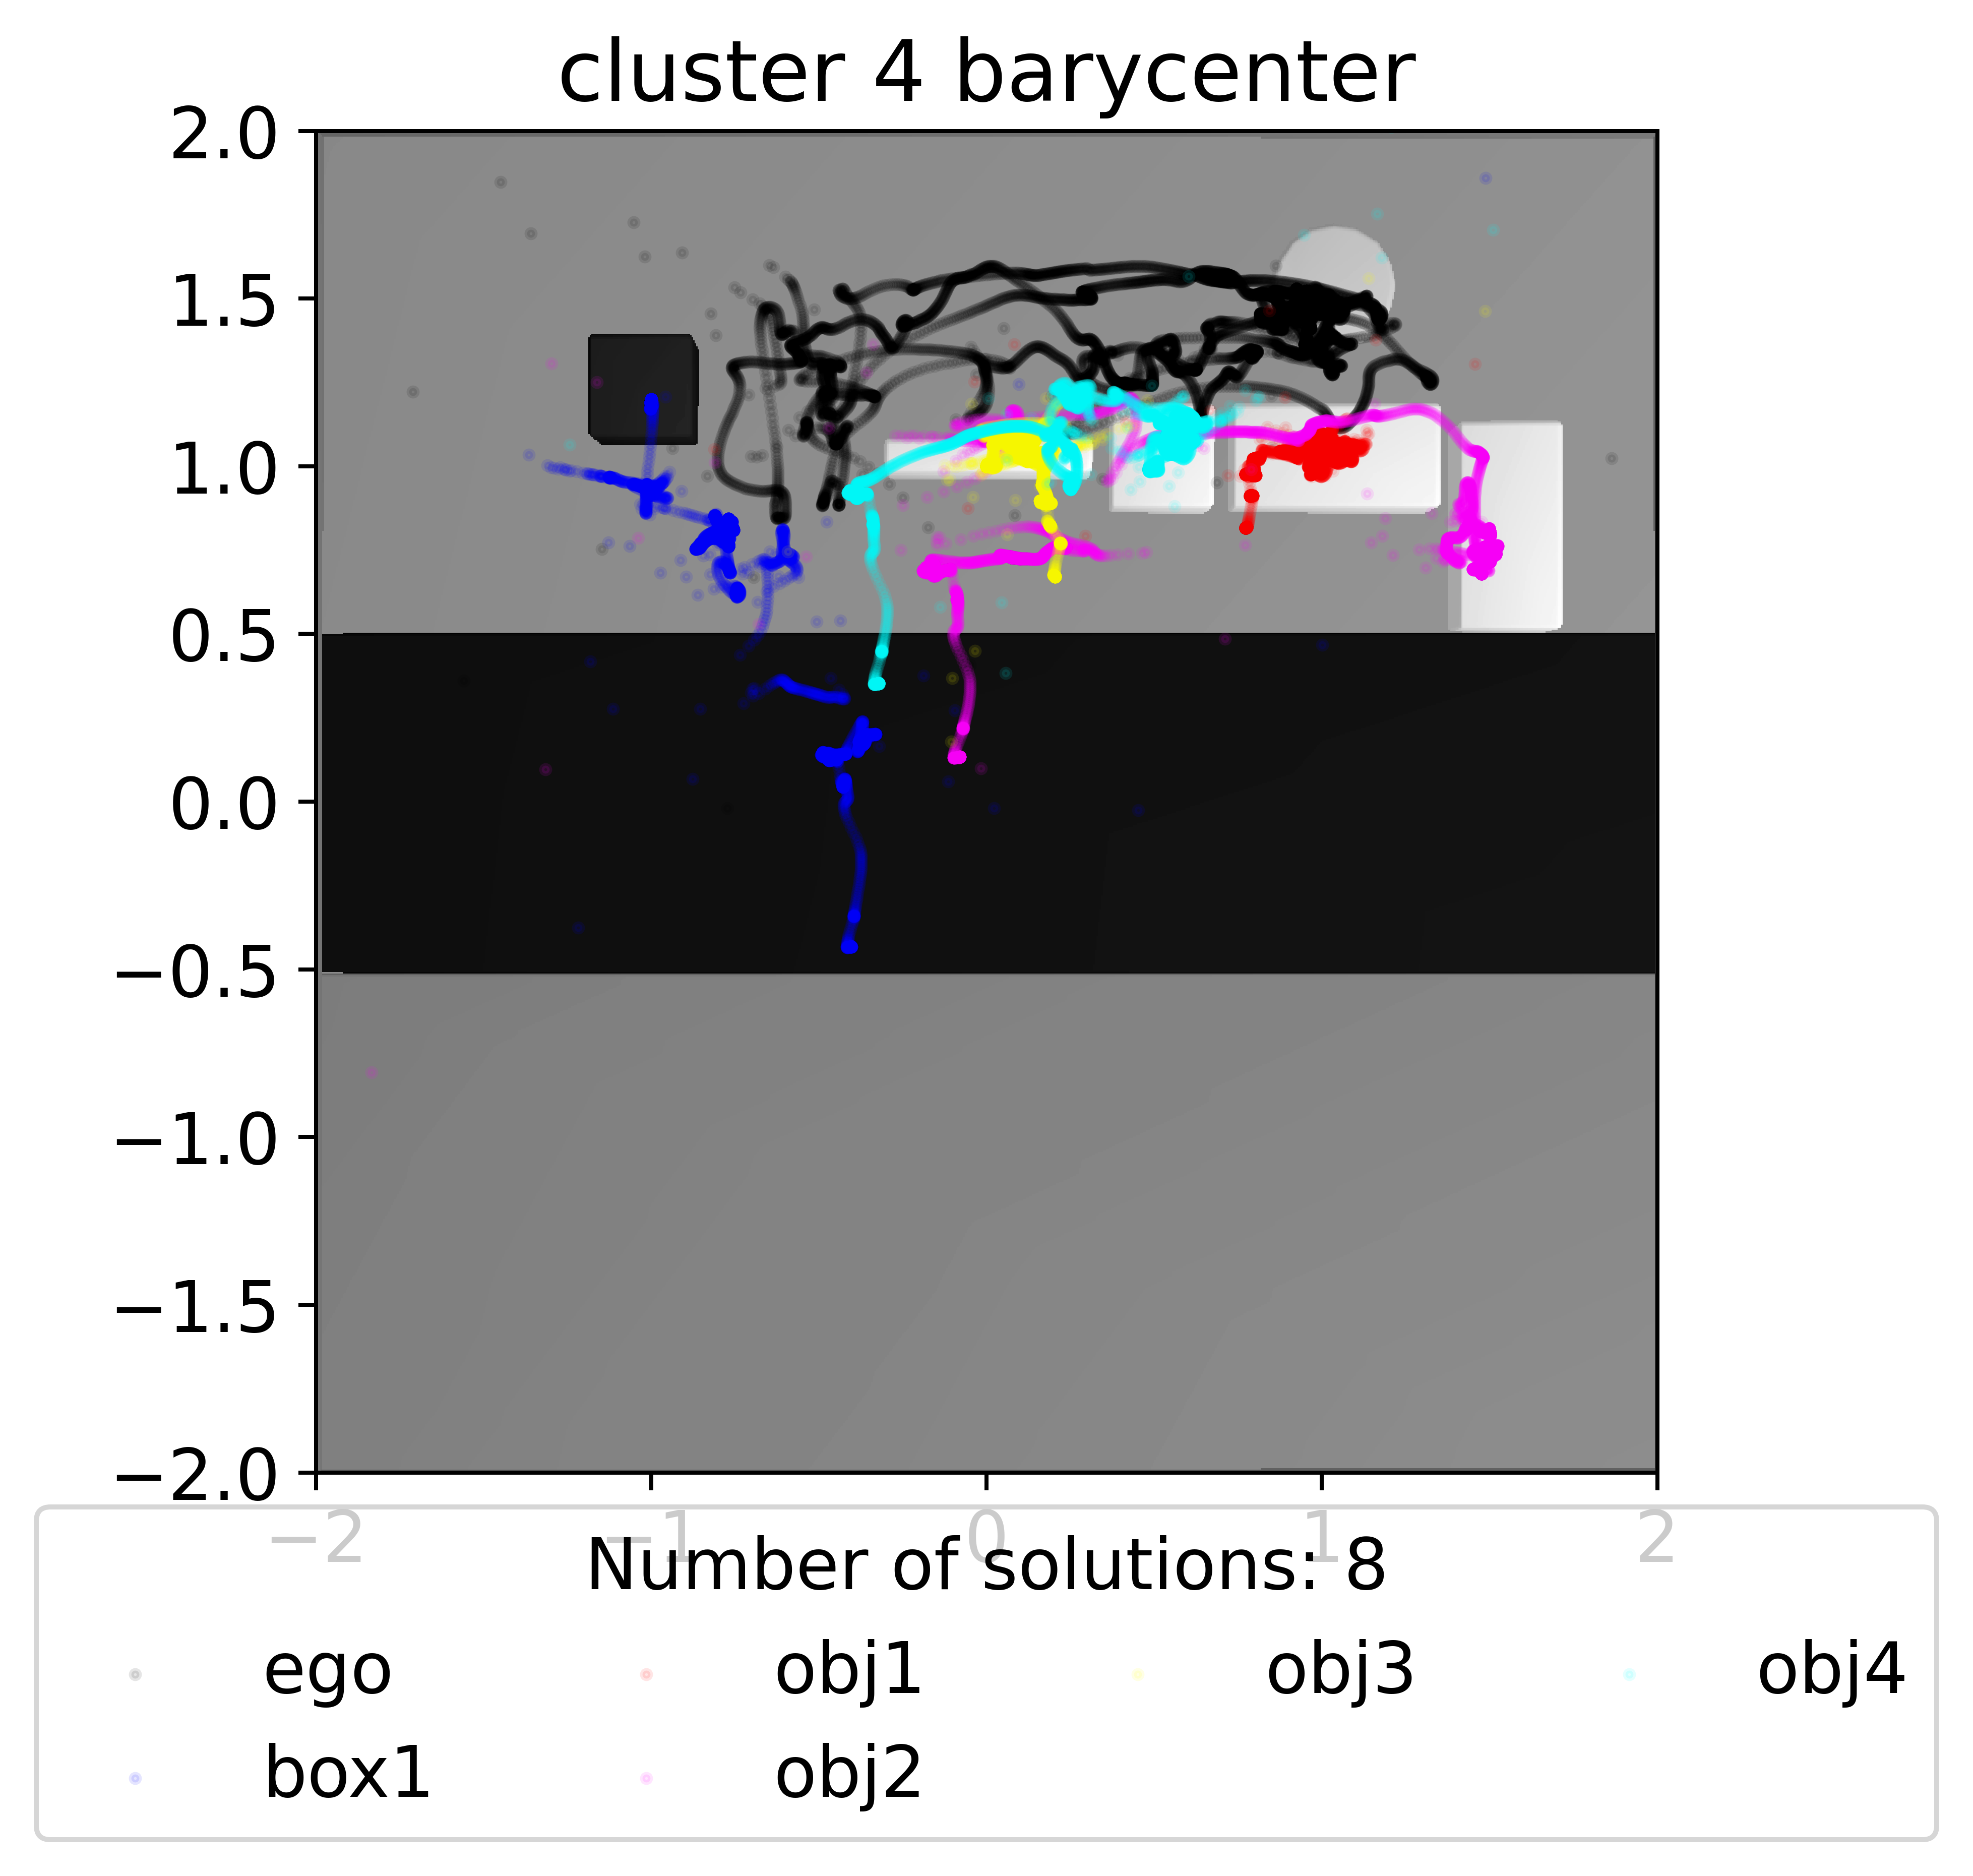 cluster 4 barycenter
2.0
1.5
1.0
0.5
0.0
−0.5
−1.0
−1.5
−2.0
−2 −1 0 1 2
Number of solutions: 8
ego obj1 obj3 obj4
box1 obj2